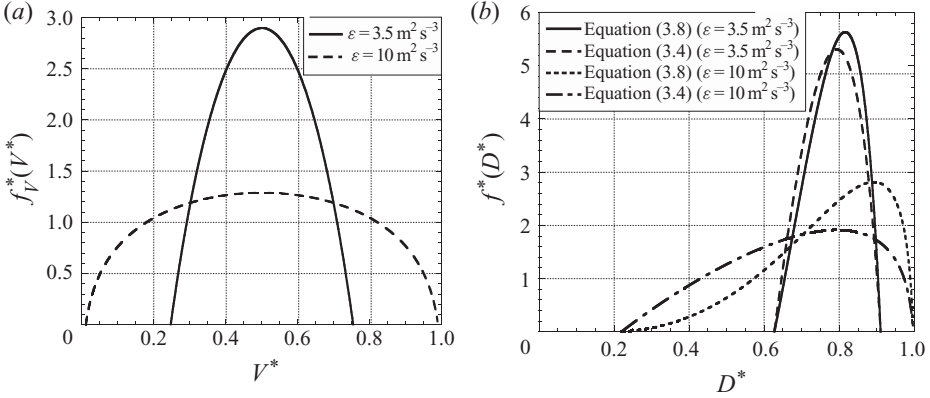 (a)
3.0
2.5
2.0
1.5
1.0
0.5
0
0.2
0.4
0.6
0.8
1.0
f*V(V*)
V*
ε = 3.5 m² s⁻³
ε = 10 m² s⁻³
(b)
6
5
4
3
2
1
0
0.2
0.4
0.6
0.8
1.0
f*(D*)
D*
Equation (3.8) (ε = 3.5 m² s⁻³)
Equation (3.4) (ε = 3.5 m² s⁻³)
Equation (3.8) (ε = 10 m² s⁻³)
Equation (3.4) (ε = 10 m² s⁻³)